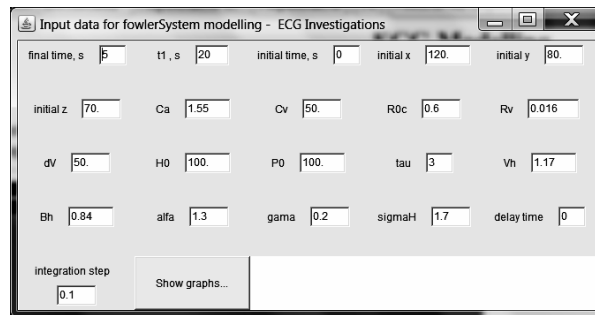 Input data for fowlerSystem modelling - ECG Investigations
final time, s 5 t1 , s 20 initial time, s 0 initial x 120. initial y 80.
initial z 70. Ca 1.55 Cv 50. R0c 0.6 Rv 0.016
dV 50. H0 100. P0 100. tau 3 Vh 1.17
Bh 0.84 alfa 1.3 gama 0.2 sigmaH 1.7 delay time 0
integration step
0.1 Show graphs...